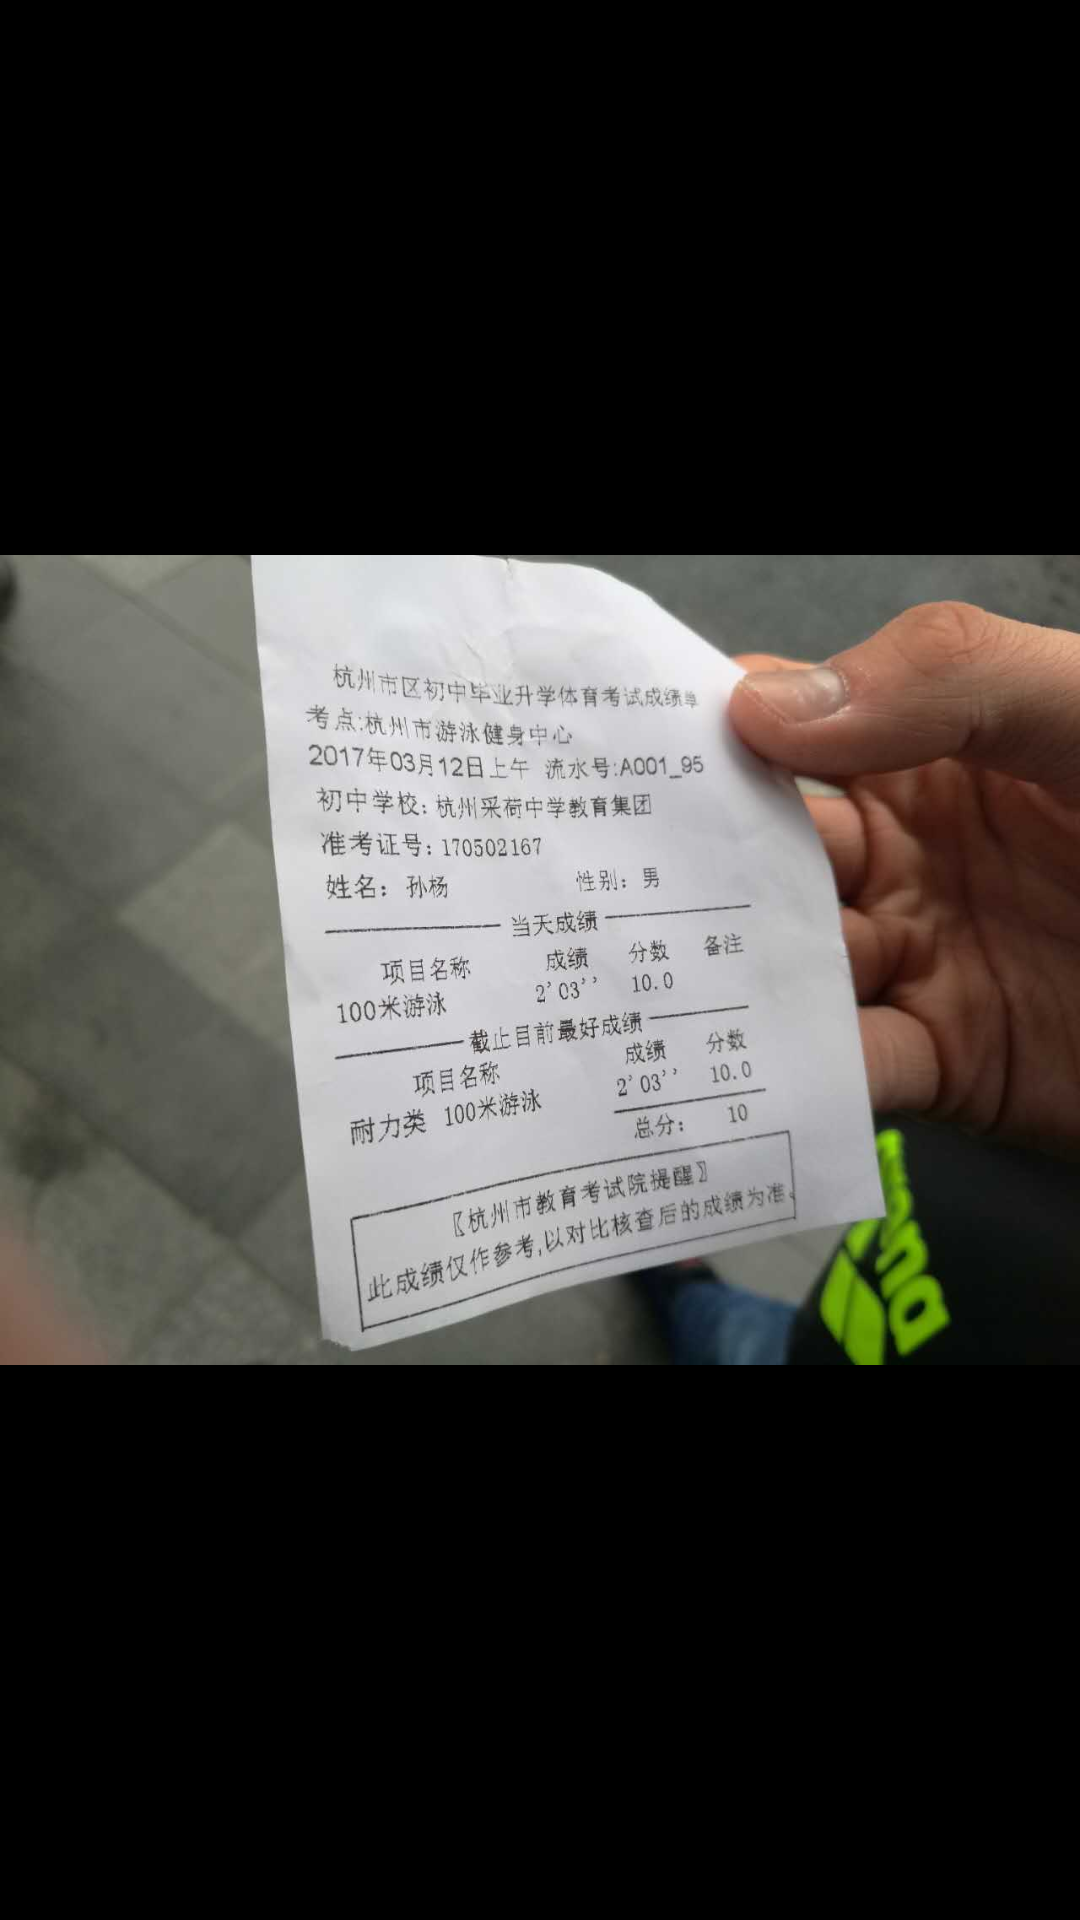 杭州市区初中毕业升学体育考试成绩单
考点:杭州市游泳健身中心
2017年03月12日上午 流水号:A001_95
初中学校: 杭州采荷中学教育集团
准考证号: 170502167
姓名: 孙杨 性别: 男
当天成绩
项目名称 成绩 分数 备注
100米游泳 2'03'' 10.0
截止目前最好成绩
项目名称 成绩 分数
耐力类 100米游泳 2'03'' 10.0
总分: 10
〖杭州市教育考试院提醒〗
此成绩仅作参考,以对比核查后的成绩为准。
arena